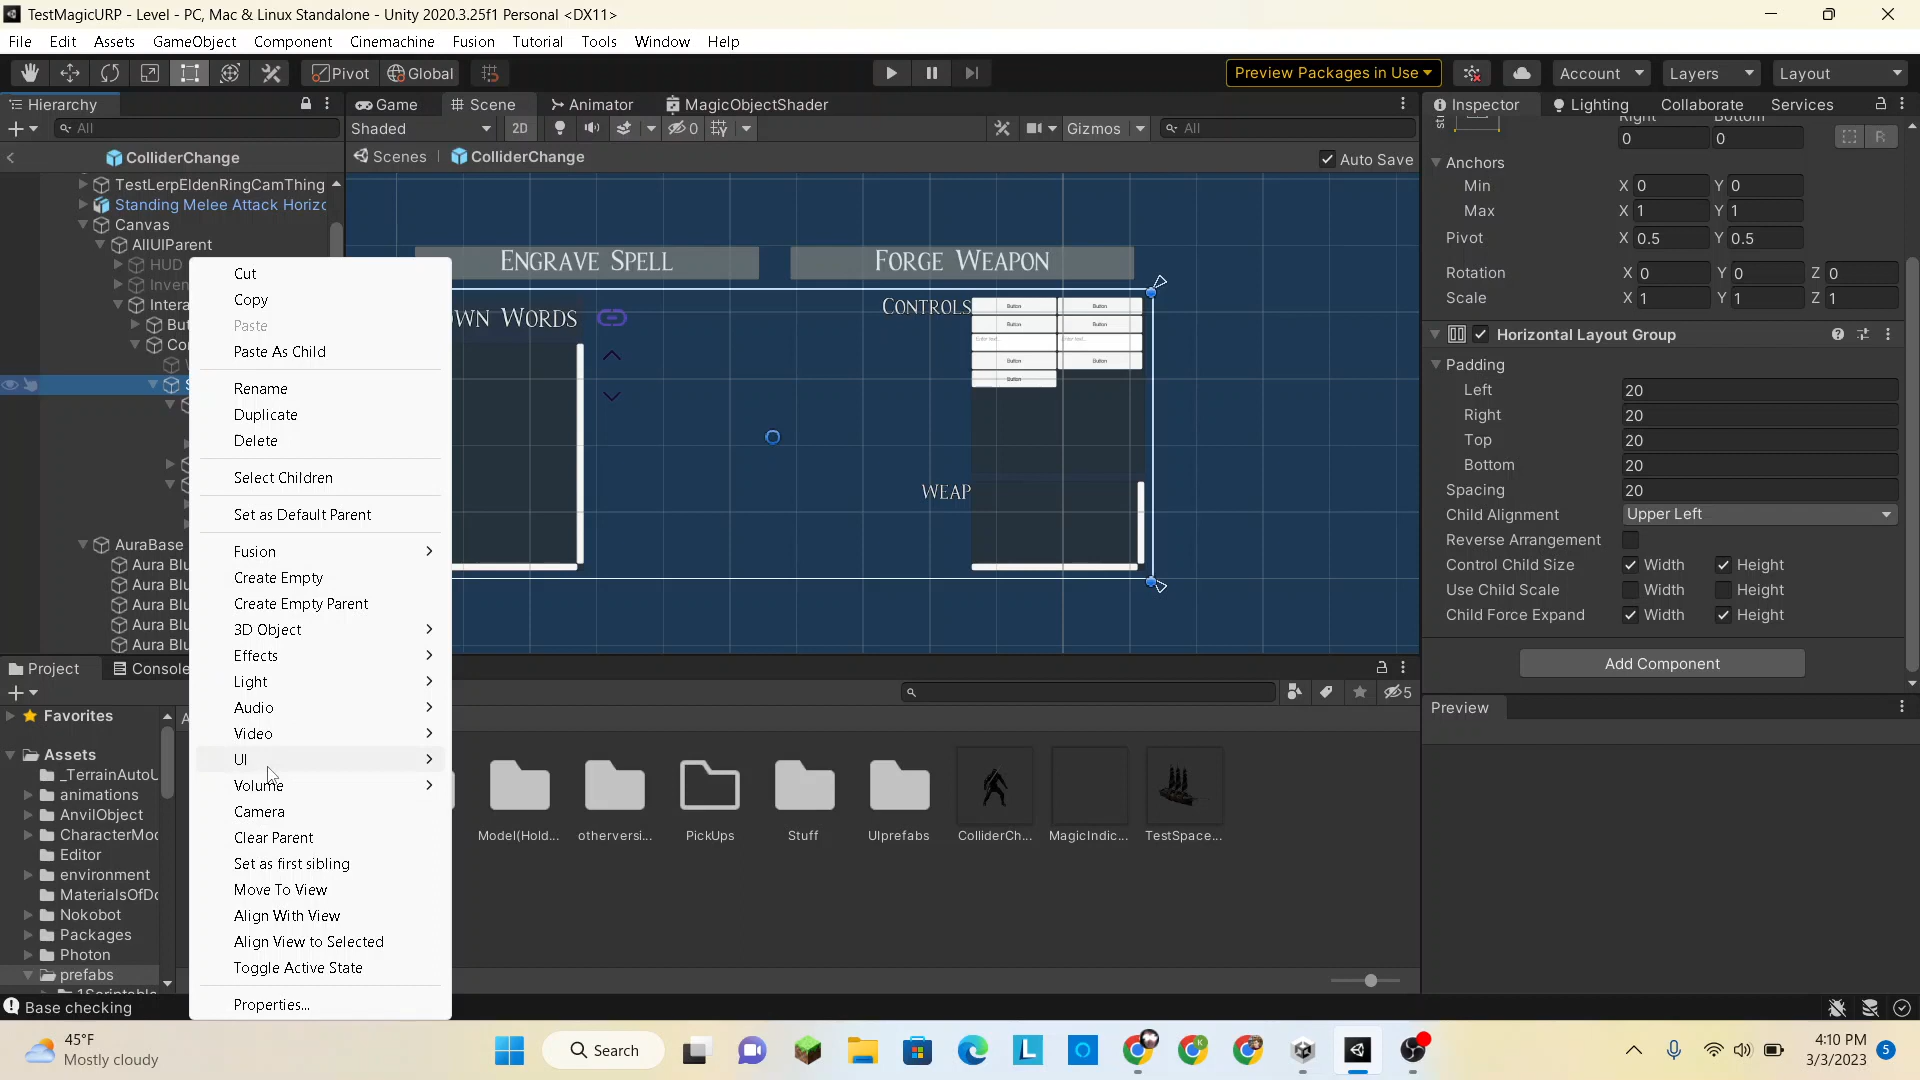 TestMagicURP - Level - PC, Mac & Linux Standalone - Unity 2020.3.25f1 Personal <DX11>
File Edit Assets GameObject Component Cinemachine Fusion Tutorial Tools Window Help
Pivot Global Preview Packages in Use Account Layers Layout
Hierarchy Game Scene Animator MagicObjectShader Inspector Lighting Collaborate Services
All Shaded 2D 0 Gizmos All
ColliderChange Scenes ColliderChange Auto Save
Right Bottom
0 0
TestLerpEldenRingCamThing
Standing Melee Attack Horizo
Canvas
AllUIParent
HUD
Inven
Intera
But
Co
AuraBase
Aura Blu
Aura Blu
Aura Blu
Aura Blu
Aura Blu
Cut
Copy
Paste
Paste As Child
Rename
Duplicate
Delete
Select Children
Set as Default Parent
Fusion
Create Empty
Create Empty Parent
3D Object
Effects
Light
Audio
Video
UI
Volume
Camera
Clear Parent
Set as first sibling
Move To View
Align With View
Align View to Selected
Toggle Active State
Properties...
Engrave Spell Forge Weapon
own Words Controls
Button Button
Button Button
Enter text... Enter text...
Button Button
Button
Weap
Anchors
Min X 0 Y 0
Max X 1 Y 1
Pivot X 0.5 Y 0.5
Rotation X 0 Y 0 Z 0
Scale X 1 Y 1 Z 1
Horizontal Layout Group
Padding
Left 20
Right 20
Top 20
Bottom 20
Spacing 20
Child Alignment Upper Left
Reverse Arrangement
Control Child Size Width Height
Use Child Scale Width Height
Child Force Expand Width Height
Add Component
Preview
Project Console
5
Favorites
Assets
_TerrainAutoU
animations
AnvilObject
CharacterMod
Editor
environment
MaterialsOfDo
Nokobot
Packages
Photon
prefabs
Model(Hold... otherversi... PickUps Stuff UIprefabs ColliderCh... MagicIndic... TestSpace...
Base checking
45°F
Mostly cloudy
Search
4:10 PM
3/3/2023
5